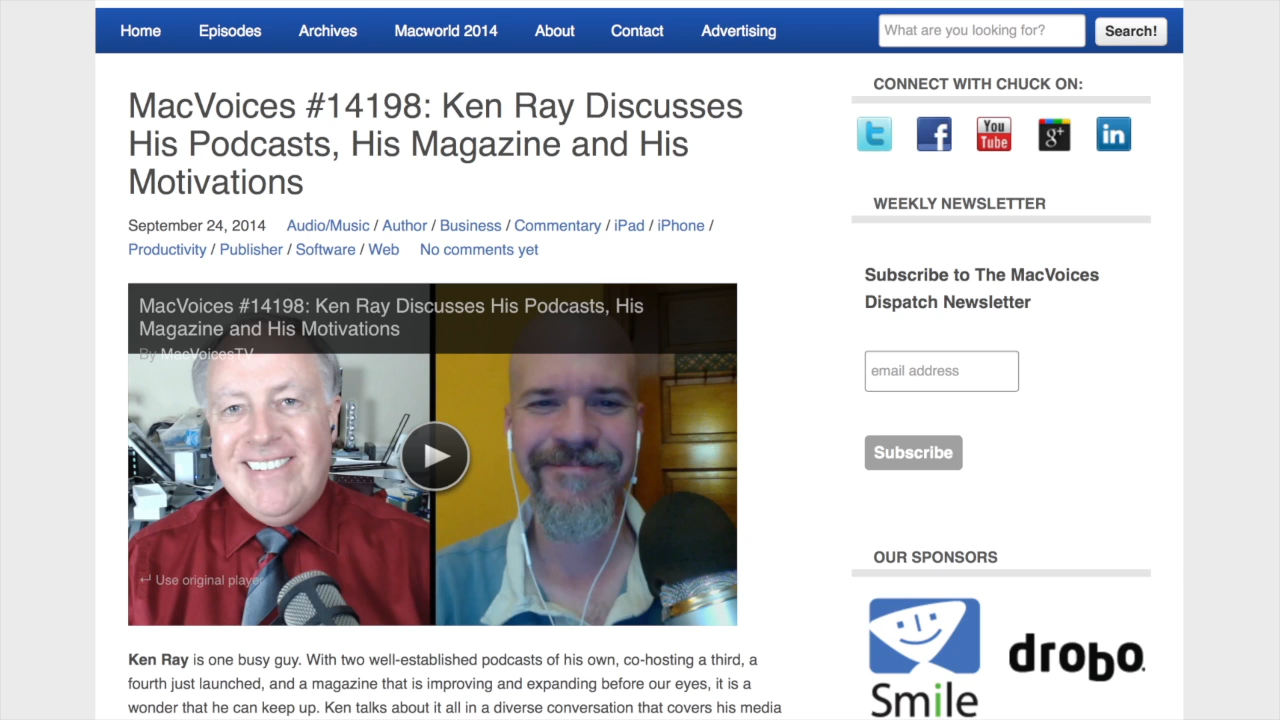 Home Episodes Archives Macworld 2014 About Contact Advertising What are you looking for? Search!
MacVoices #14198: Ken Ray Discusses
His Podcasts, His Magazine and His
Motivations
September 24, 2014 Audio/Music / Author / Business / Commentary / iPad / iPhone /
Productivity / Publisher / Software / Web No comments yet
MacVoices #14198: Ken Ray Discusses His Podcasts, His
Magazine and His Motivations
By MacVoicesTV
Use original player
Ken Ray is one busy guy. With two well-established podcasts of his own, co-hosting a third, a
fourth just launched, and a magazine that is improving and expanding before our eyes, it is a
wonder that he can keep up. Ken talks about it all in a diverse conversation that covers his media
CONNECT WITH CHUCK ON:
t f You Tube g+ in
WEEKLY NEWSLETTER
Subscribe to The MacVoices
Dispatch Newsletter
email address
Subscribe
OUR SPONSORS
Smile drobo